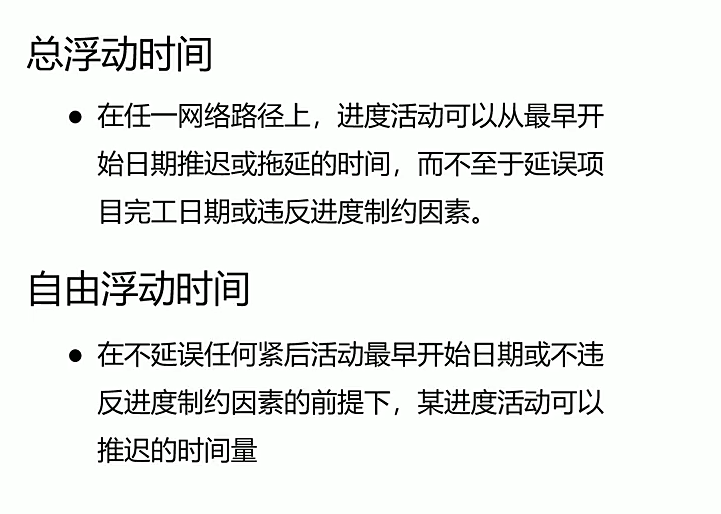 总浮动时间
● 在任一网络路径上，进度活动可以从最早开
始日期推迟或拖延的时间，而不至于延误项
目完工日期或违反进度制约因素。
自由浮动时间
● 在不延误任何紧后活动最早开始日期或不违
反进度制约因素的前提下，某进度活动可以
推迟的时间量